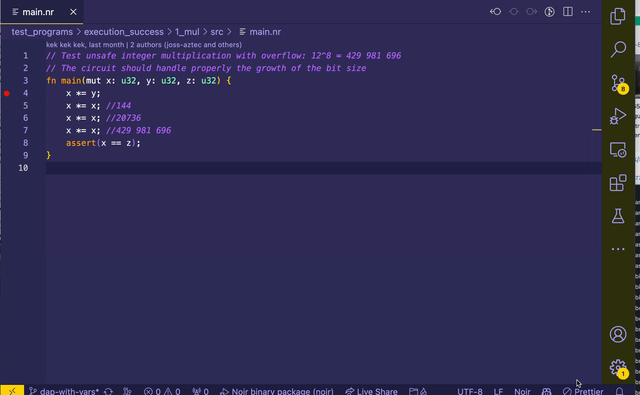 main.nr
test_programs > execution_success > 1_mul > src > main.nr
kek kek kek, last month | 2 authors (joss-aztec and others)
1 // Test unsafe integer multiplication with overflow: 12^8 = 429 981 696
2 // The circuit should handle properly the growth of the bit size
3 fn main(mut x: u32, y: u32, z: u32) {
4 x *= y;
5 x *= x; //144
6 x *= x; //20736
7 x *= x; //429 981 696
8 assert(x == z);
9 }
10
8
1
dap-with-vars* 0 0 0 Noir binary package (noir) Live Share UTF-8 LF Noir Prettier